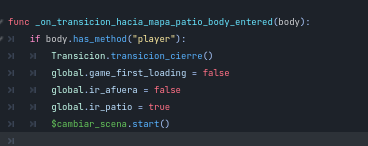 func _on_transicion_hacia_mapa_patio_body_entered(body):
if body.has_method("player"):
Transicion.transicion_cierre()
global.game_first_loading = false
global.ir_afuera = false
global.ir_patio = true
$cambiar_scena.start()